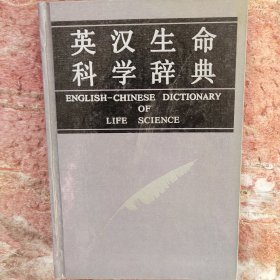 英汉生命
科学辞典
ENGLISH-CHINESE DICTIONARY
OF
LIFE SCIENCE